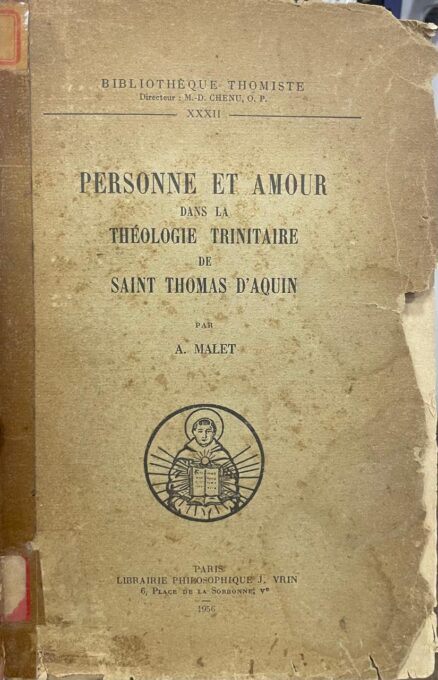 BIBLIOTHÈQUE THOMISTE
Directeur : M.-D. CHENU, O. P.
XXXII
PERSONNE ET AMOUR
DANS LA
THÉOLOGIE TRINITAIRE
DE
SAINT THOMAS D'AQUIN
PAR
A. MALET
PARIS
LIBRAIRIE PHILOSOPHIQUE J. VRIN
6, PLACE DE LA SORBONNE, Ve
1956